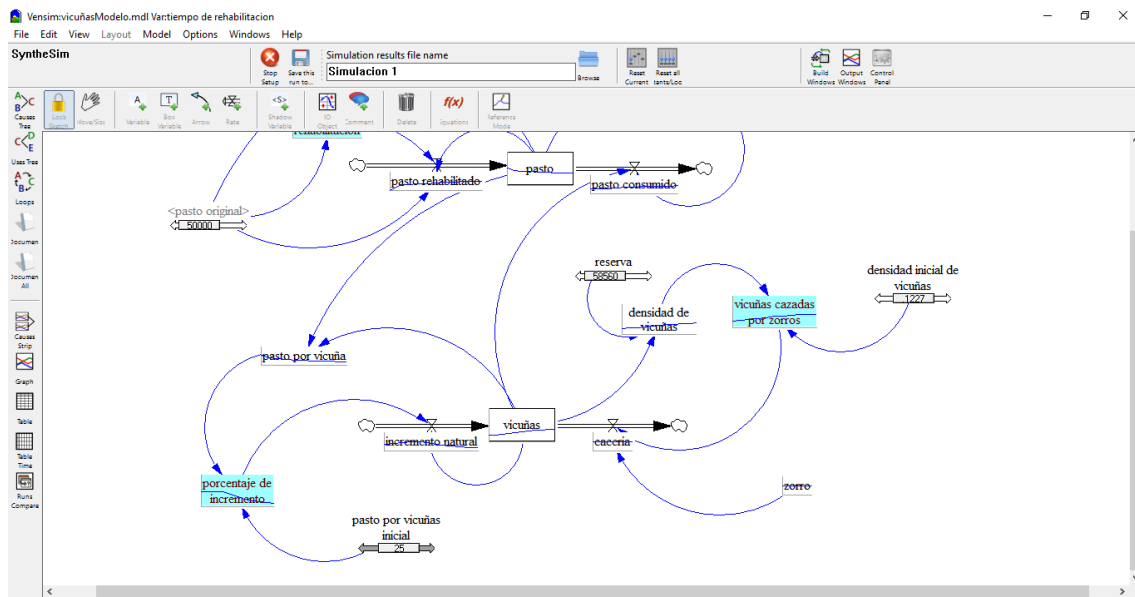 Vensim:vicuñasModelo.mdl Var:tiempo de rehabilitacion
File Edit View Layout Model Options Windows Help
SyntheSim
Stop
Setup
Save this
run to...
Simulation results file name
Simulacion 1
Browse
Reset
Current
Reset all
tants/Loc
Build
Windows
Output
Windows
Control
Panel
Causes
Tree
Lock
Sketch
Move/Size
Variable
Box
Variable
Arrow
Rate
<S>
Shadow
Variable
IO
Object
Comment
Delete
f(x)
Equations
Reference
Mode
Uses Tree
Loops
Documen
Documen
All
Causes
Strip
Graph
Table
Table
Time
Runs
Compare
rehabilitacion
pasto rehabilitado
pasto
pasto consumido
<pasto original>
50000
reserva
58560
densidad inicial de
vicuñas
1227
densidad de
vicuñas
vicuñas cazadas
por zorros
pasto por vicuña
incremento natural
vicuñas
caceria
zorro
porcentaje de
incremento
pasto por vicuñas
inicial
25